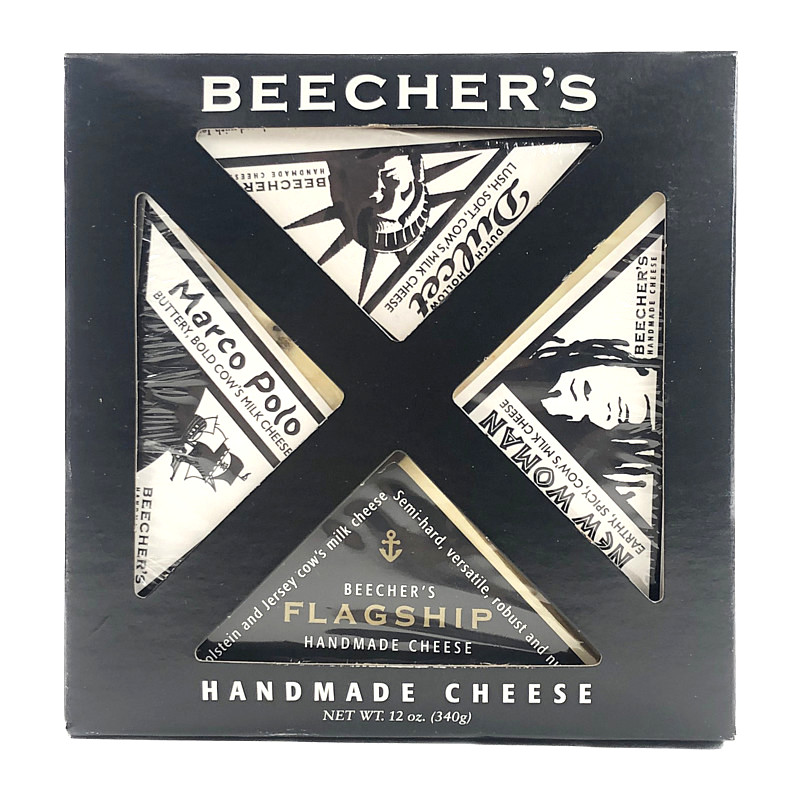 BEECHER'S
BEECHER'S
HANDMADE CHEESE
DUTCH HOLLOW
Dulcet
LUSH, SOFT, COW'S MILK CHEESE
Marco Polo
BUTTERY, BOLD COW'S MILK CHEESE
BEECHER'S
BEECHER'S
HANDMADE CHEESE
NEW WOMAN
EARTHY SPICY, COW'S MILK CHEESE
olstein and Jersey cow's milk cheese
Semi-hard, versatile, robust and nu
BEECHER'S
FLAGSHIP
HANDMADE CHEESE
HANDMADE CHEESE
NET WT. 12 oz. (340g)